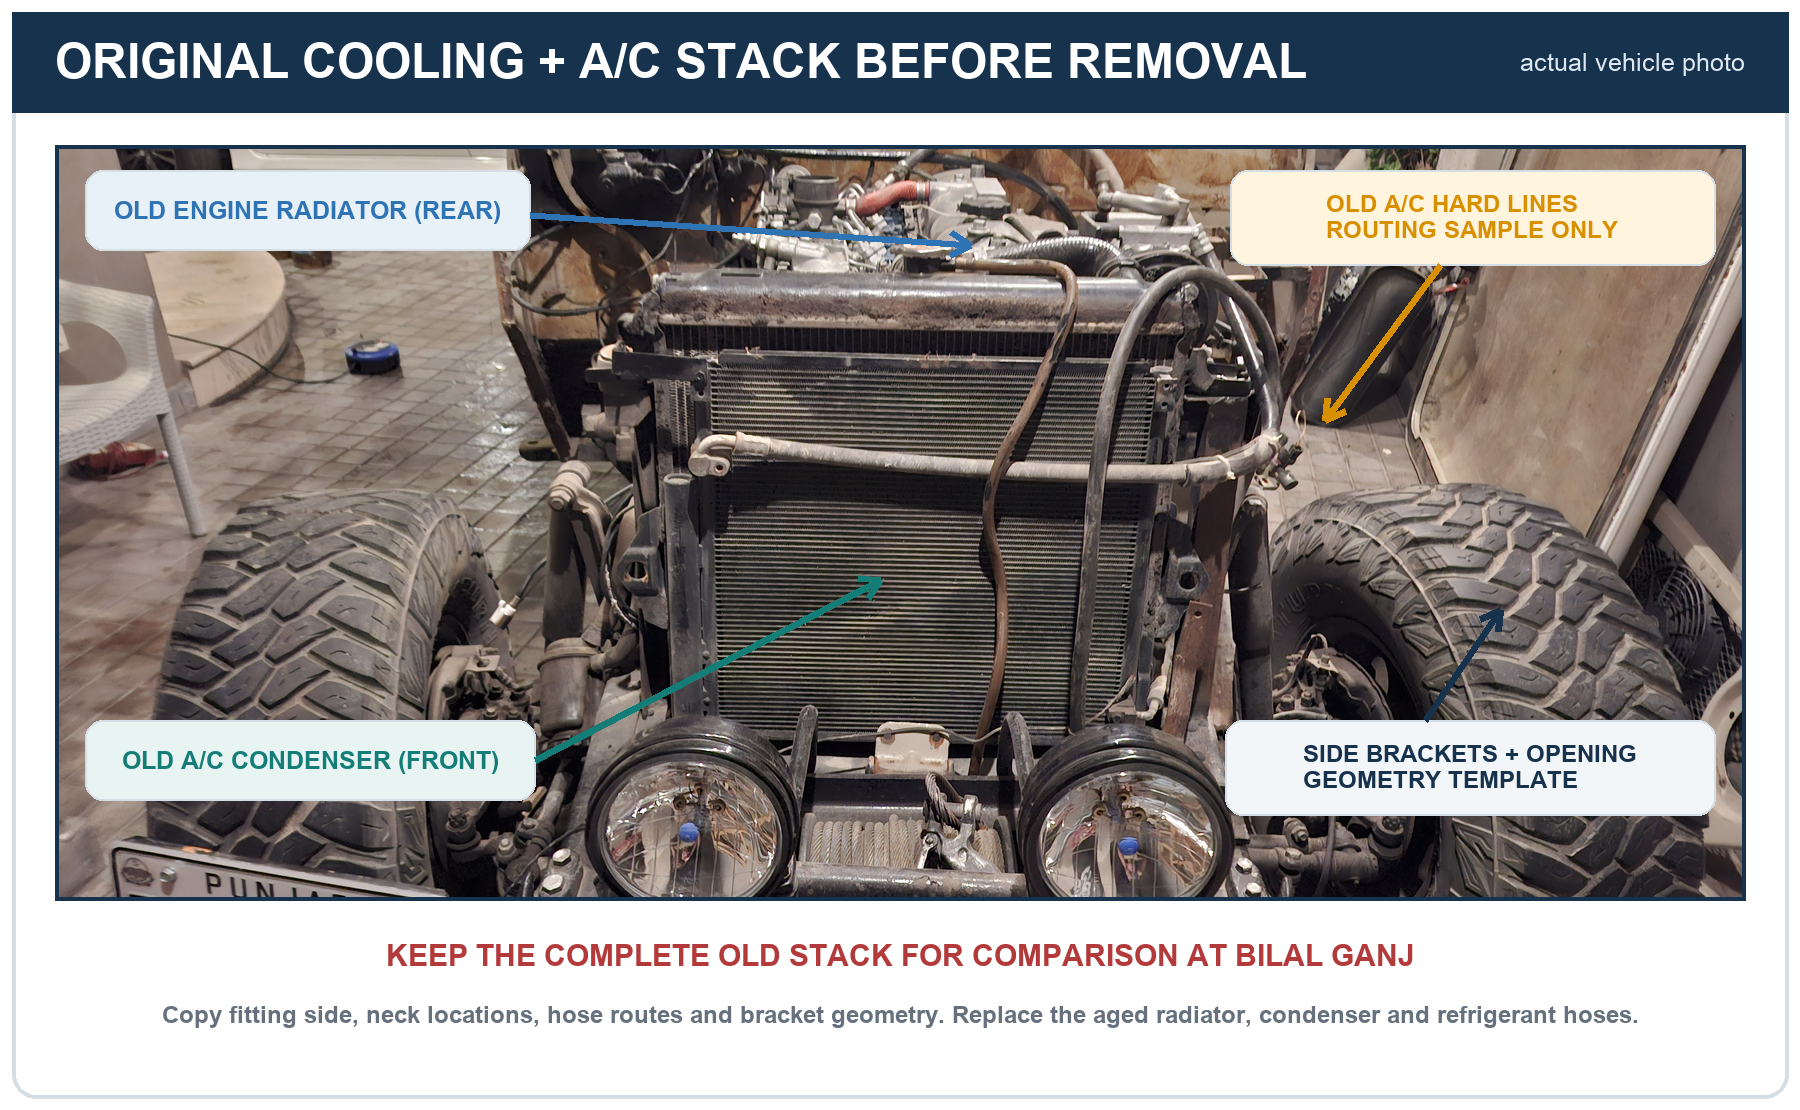 ORIGINAL COOLING + A/C STACK BEFORE REMOVAL
actual vehicle photo
OLD ENGINE RADIATOR (REAR)
OLD A/C HARD LINES
ROUTING SAMPLE ONLY
OLD A/C CONDENSER (FRONT)
SIDE BRACKETS + OPENING
GEOMETRY TEMPLATE
KEEP THE COMPLETE OLD STACK FOR COMPARISON AT BILAL GANJ
Copy fitting side, neck locations, hose routes and bracket geometry. Replace the aged radiator, condenser and refrigerant hoses.